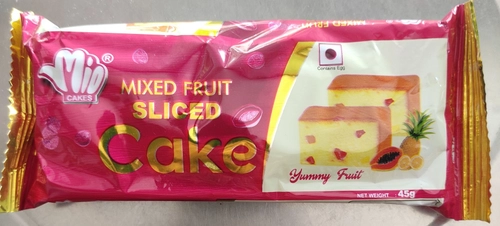 MIXED FRUIT
Mio®
CAKES
MIXED FRUIT
SLICED
Cake
Contains Egg
Yummy Fruit
NET WEIGHT 45g